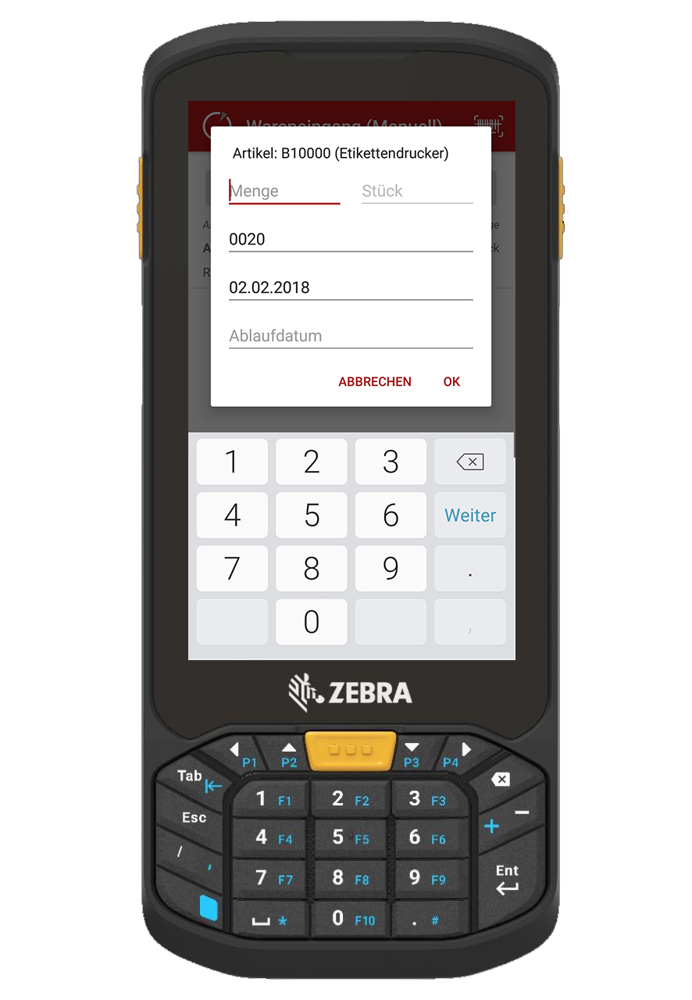 Wareneingang (Manuell)
Artikel: B10000 (Etikettendrucker)
Menge Stück
0020
02.02.2018
Ablaufdatum
ABBRECHEN OK
1 2 3
4 5 6 Weiter
7 8 9 .
0 ,
ZEBRA
P1 P2 P3 P4
Tab
1 F1 2 F2 3 F3
Esc
+ -
4 F4 5 F5 6 F6
/ ,
7 F7 8 F8 9 F9
Ent
* 0 F10 . #